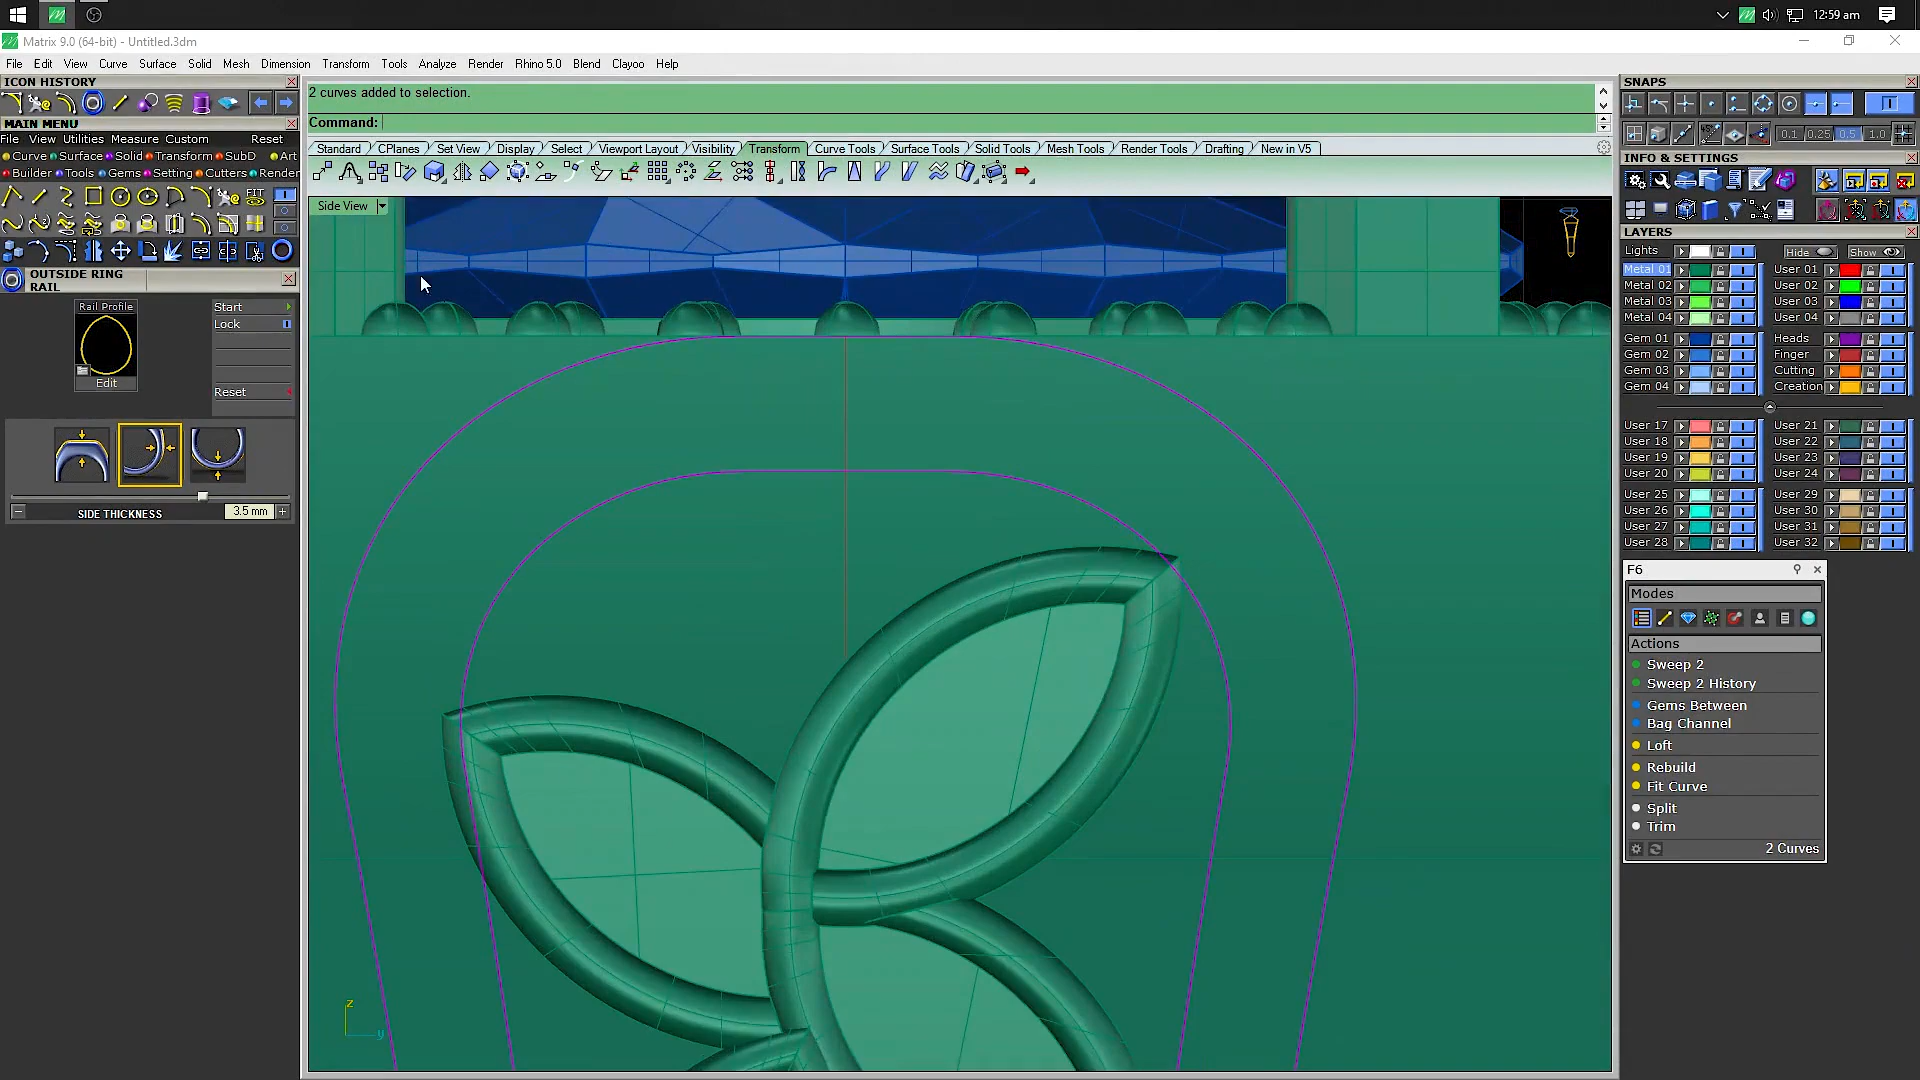 12:59 am
Matrix 9.0 (64-bit) - Untitled.3dm
File Edit View Curve Surface Solid Mesh Dimension Transform Tools Analyze Render Rhino 5.0 Blend Clayoo Help
ICON HISTORY
MAIN MENU
File View Utilities Measure Custom Reset
Curve Surface Solid Transform SubD Art
Builder Tools Gems Setting Cutters Render
FIT
OUTSIDE RING RAIL
Rail Profile
Edit
Start
Lock
Reset
SIDE THICKNESS 3.5 mm
2 curves added to selection.
Command:
Standard CPlanes Set View Display Select Viewport Layout Visibility Transform Curve Tools Surface Tools Solid Tools Mesh Tools Render Tools Drafting New in V5
Side View
z
y
SNAPS
0.1 0.25 0.5 1.0
INFO & SETTINGS
LAYERS
Lights Hide Show
Metal 01 User 01
Metal 02 User 02
Metal 03 User 03
Metal 04 User 04
Gem 01 Heads
Gem 02 Finger
Gem 03 Cutting
Gem 04 Creation
User 17 User 21
User 18 User 22
User 19 User 23
User 20 User 24
User 25 User 29
User 26 User 30
User 27 User 31
User 28 User 32
F6
Modes
Actions
Sweep 2
Sweep 2 History
Gems Between
Bag Channel
Loft
Rebuild
Fit Curve
Split
Trim
2 Curves